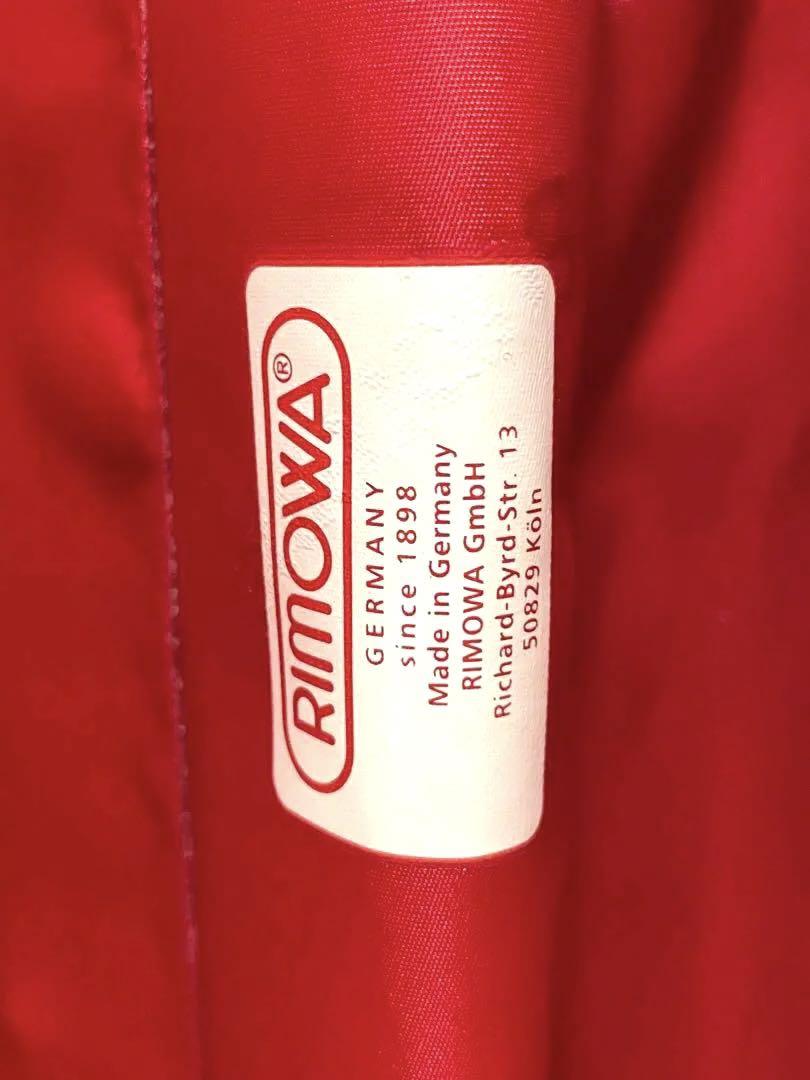 RIMOWA®
GERMANY
since 1898
Made in Germany
RIMOWA GmbH
Richard-Byrd-Str. 13
50829 Köln